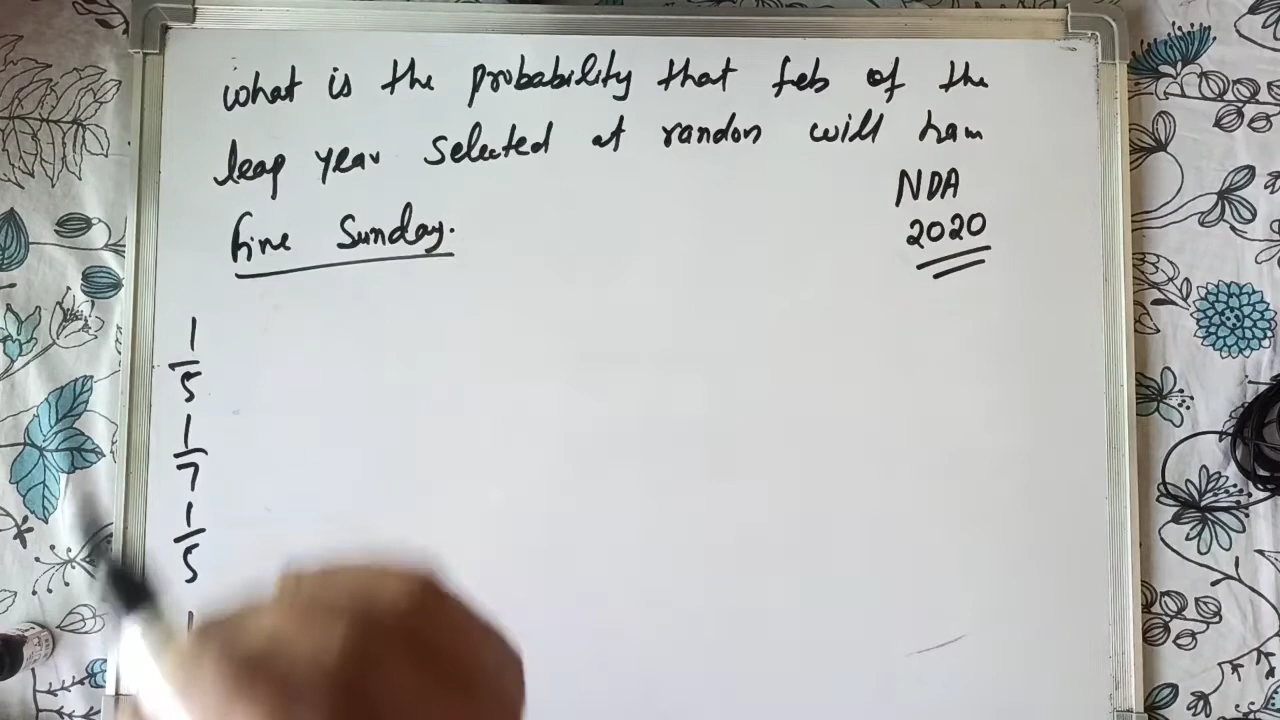 what is the probability that feb of the
leap year selected at random will have
five Sunday.
NDA
2020
1/5
1/7
1/5
1